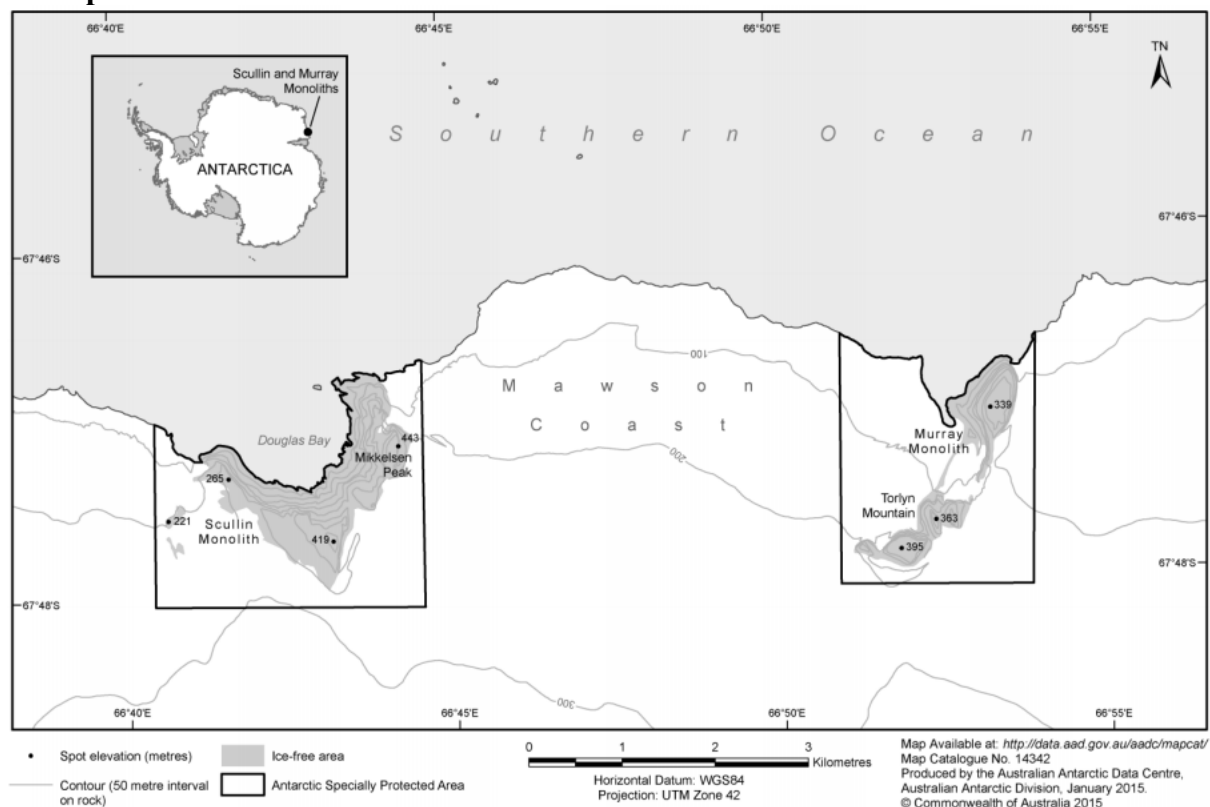 66°40'E
66°45'E
66°50'E
66°55'E
TN
Scullin and Murray
Monoliths
ANTARCTICA
Southern Ocean
67°46'S
67°46'S
100
Mawson
Coast
339
Douglas Bay
443
Mikkelsen
Peak
Murray
Monolith
200
265
221
Scullin
Monolith
419
Torlyn
Mountain
363
395
67°48'S
67°48'S
300
66°40'E
66°45'E
66°50'E
66°55'E
Spot elevation (metres)
Ice-free area
Contour (50 metre interval
on rock)
Antarctic Specially Protected Area
0 1 2 3
Kilometres
Horizontal Datum: WGS84
Projection: UTM Zone 42
Map Available at: http://data.aad.gov.au/aadc/mapcat/
Map Catalogue No. 14342
Produced by the Australian Antarctic Data Centre,
Australian Antarctic Division, January 2015.
© Commonwealth of Australia 2015